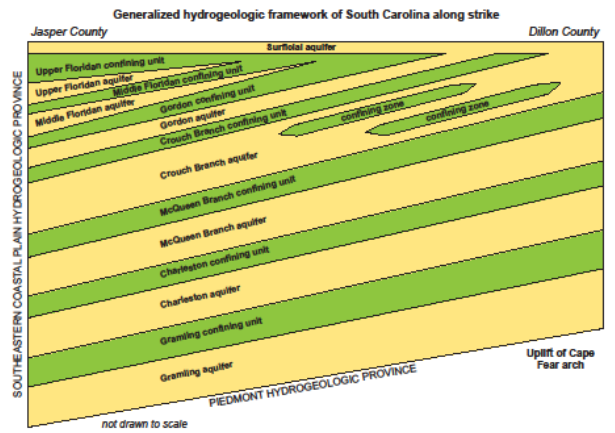 Generalized hydrogeologic framework of South Carolina along strike
Jasper County
Dillon County
SOUTHEASTERN COASTAL PLAIN HYDROGEOLOGIC PROVINCE
Surficial aquifer
Upper Floridan confining unit
Upper Floridan aquifer
Middle Floridan confining unit
Middle Floridan aquifer
Gordon confining unit
Gordon aquifer
Crouch Branch confining unit
confining zone
confining zone
Crouch Branch aquifer
McQueen Branch confining unit
McQueen Branch aquifer
Charleston confining unit
Charleston aquifer
Gramling confining unit
Gramling aquifer
PIEDMONT HYDROGEOLOGIC PROVINCE
Uplift of Cape
Fear arch
not drawn to scale